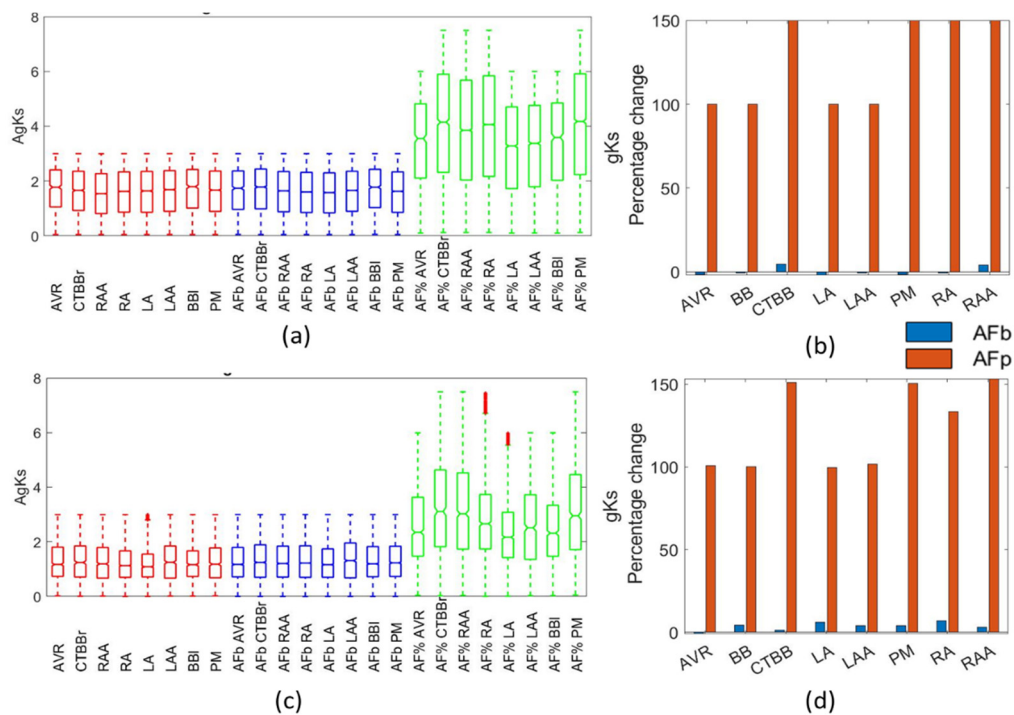 8
6
4
2
0
AgKs
AVR
CTBBr
RAA
RA
LA
LAA
BBI
PM
AFb AVR
AFb CTBBr
AFb RAA
AFb RA
AFb LA
AFb LAA
AFb BBI
AFb PM
AF% AVR
AF% CTBBr
AF% RAA
AF% RA
AF% LA
AF% LAA
AF% BBI
AF% PM
(a)
150
100
50
0
gKs
Percentage change
AVR
BB
CTBB
LA
LAA
PM
RA
RAA
(b)
AFb
AFp
8
6
4
2
0
AgKs
AVR
CTBBr
RAA
RA
LA
LAA
BBI
PM
AFb AVR
AFb CTBBr
AFb RAA
AFb RA
AFb LA
AFb LAA
AFb BBI
AFb PM
AF% AVR
AF% CTBBr
AF% RAA
AF% RA
AF% LA
AF% LAA
AF% BBI
AF% PM
(c)
150
100
50
0
gKs
Percentage change
AVR
BB
CTBB
LA
LAA
PM
RA
RAA
(d)